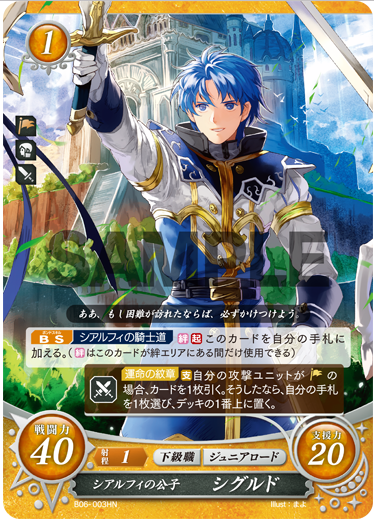 1
SAMPLE
ああ、もし困難が訪れたならば、必ずかけつけよう。
ボンドスキル
BS シアルフィの騎士道 絆 起 このカードを自分の手札に
加える。（絆はこのカードが絆エリアにある間だけ使用できる）
運命の紋章 支 自分の攻撃ユニットが
の場合、カードを1枚引く。そうしたなら、自分の手札
を1枚選び、デッキの1番上に置く。
戦闘力
40
射程 1
下級職
ジュニアロード
支援力
20
シアルフィの公子 シグルド
B06-003HN
Illust：まよ